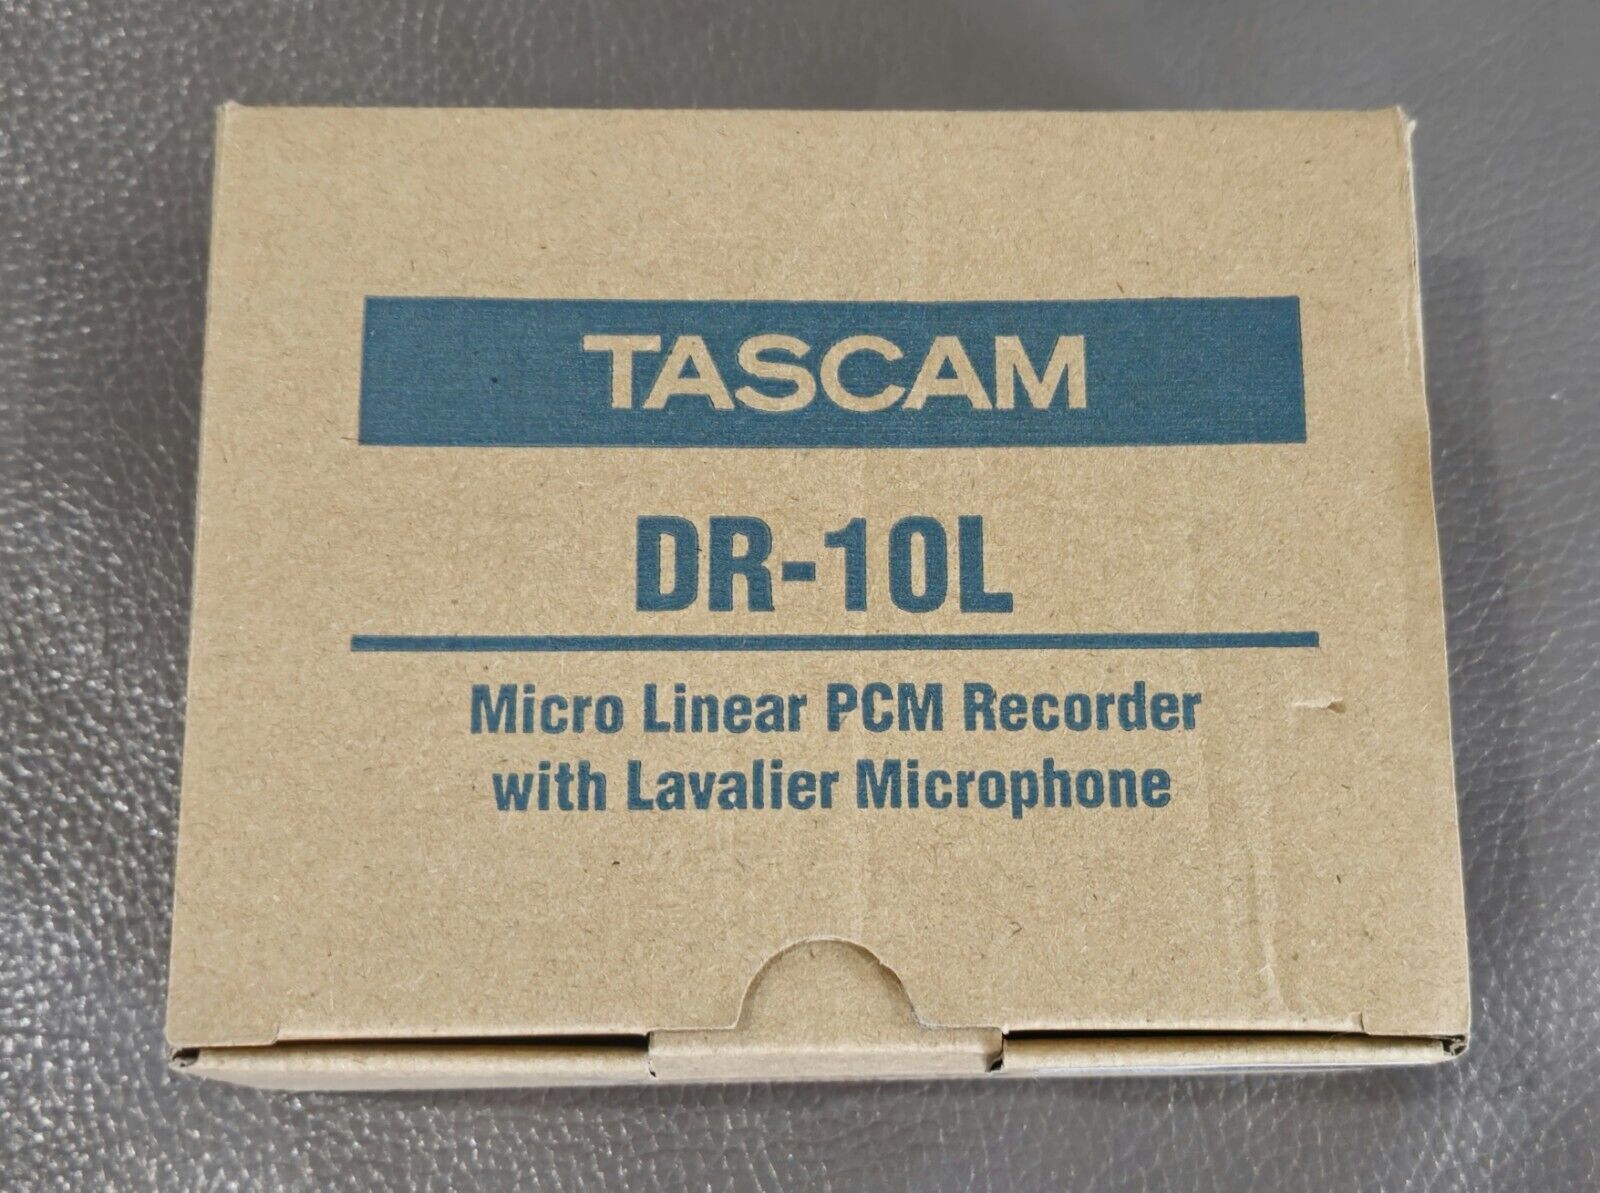 TASCAM
DR-10L
Micro Linear PCM Recorder
with Lavalier Microphone